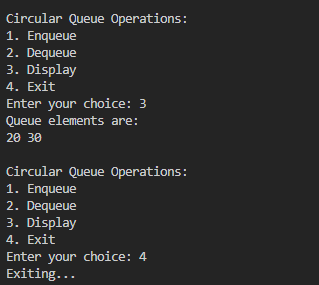 Circular Queue Operations:
1. Enqueue
2. Dequeue
3. Display
4. Exit
Enter your choice: 3
Queue elements are:
20 30

Circular Queue Operations:
1. Enqueue
2. Dequeue
3. Display
4. Exit
Enter your choice: 4
Exiting...